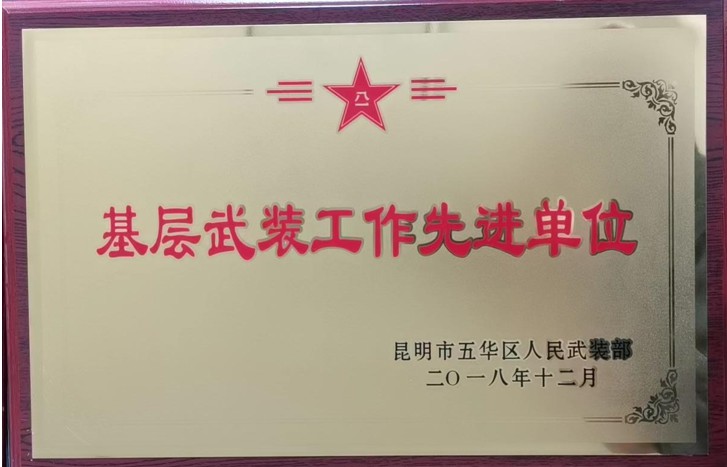 八一
基层武装工作先进单位
昆明市五华区人民武装部
二〇一八年十二月